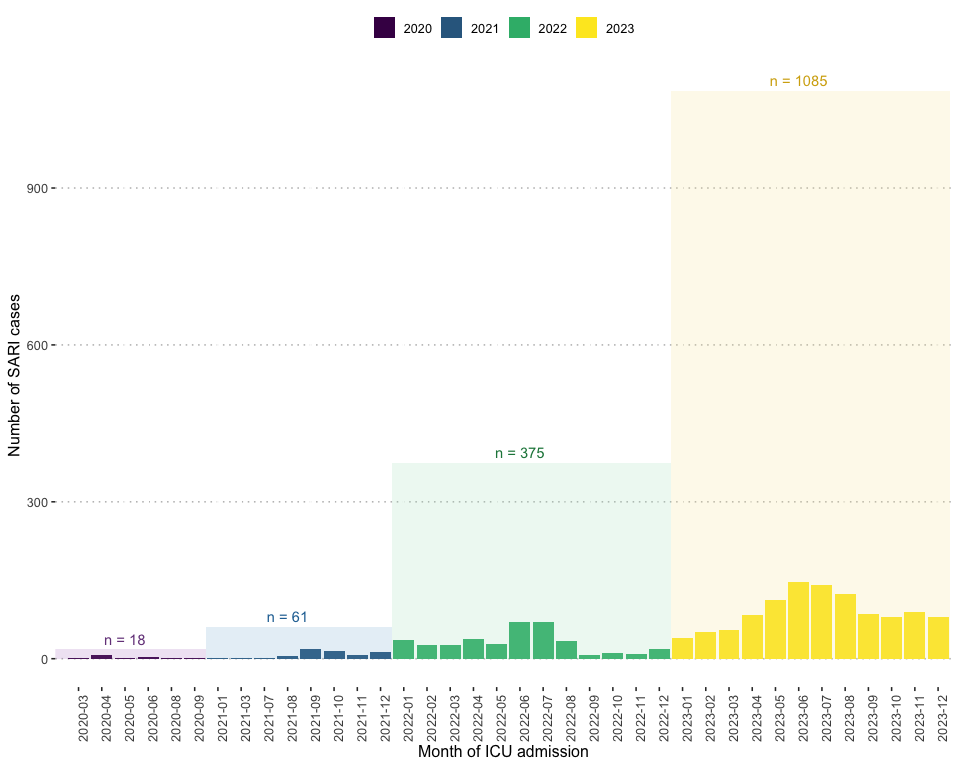 2020 2021 2022 2023
n = 1085
900
600
n = 375
300
n = 61
n = 18
0
Number of SARI cases
2020-03 2020-04 2020-05 2020-06 2020-08 2020-09 2021-01 2021-03 2021-07 2021-08 2021-09 2021-10 2021-11 2021-12 2022-01 2022-02 2022-03 2022-04 2022-05 2022-06 2022-07 2022-08 2022-09 2022-10 2022-11 2022-12 2023-01 2023-02 2023-03 2023-04 2023-05 2023-06 2023-07 2023-08 2023-09 2023-10 2023-11 2023-12
Month of ICU admission